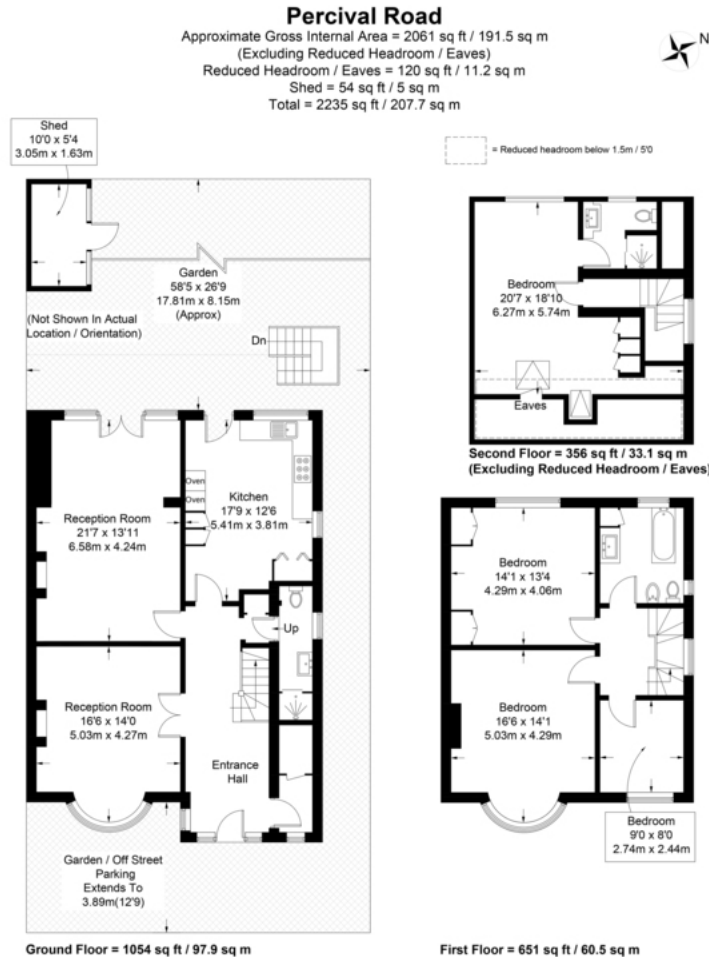 Percival Road
Approximate Gross Internal Area = 2061 sq ft / 191.5 sq m
(Excluding Reduced Headroom / Eaves)
Reduced Headroom / Eaves = 120 sq ft / 11.2 sq m
Shed = 54 sq ft / 5 sq m
Total = 2235 sq ft / 207.7 sq m
N
Shed
10'0 x 5'4
3.05m x 1.63m
= Reduced headroom below 1.5m / 5'0
Garden
58'5 x 26'9
17.81m x 8.15m
(Approx)
(Not Shown In Actual
Location / Orientation)
Dn
Bedroom
20'7 x 18'10
6.27m x 5.74m
Eaves
Second Floor = 356 sq ft / 33.1 sq m
(Excluding Reduced Headroom / Eaves)
Oven
Oven
Kitchen
17'9 x 12'6
5.41m x 3.81m
Reception Room
21'7 x 13'11
6.58m x 4.24m
Up
Reception Room
16'6 x 14'0
5.03m x 4.27m
Entrance
Hall
Garden / Off Street
Parking
Extends To
3.89m(12'9)
Ground Floor = 1054 sq ft / 97.9 sq m
Bedroom
14'1 x 13'4
4.29m x 4.06m
Bedroom
16'6 x 14'1
5.03m x 4.29m
Bedroom
9'0 x 8'0
2.74m x 2.44m
First Floor = 651 sq ft / 60.5 sq m